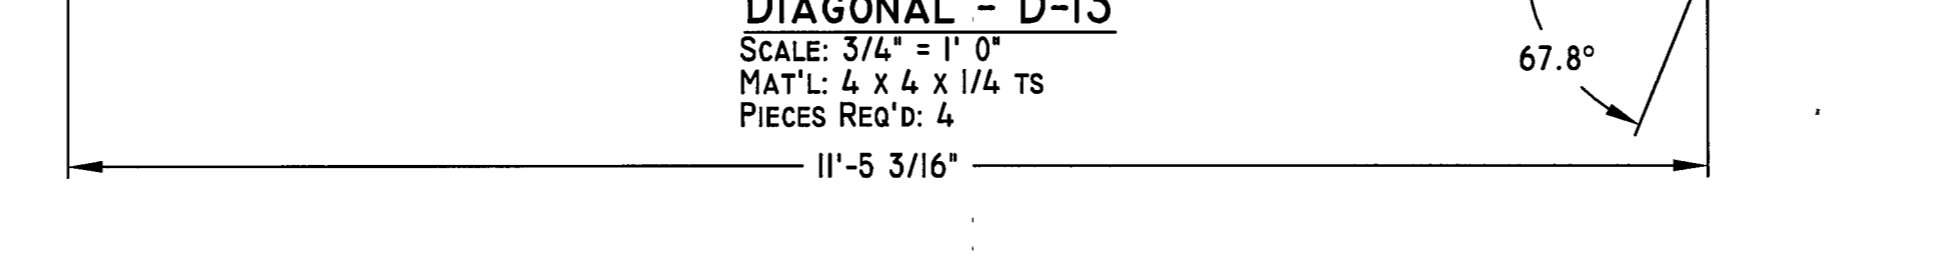 DIAGONAL - D-13
SCALE: 3/4" = 1' 0"
MAT'L: 4 X 4 X 1/4 TS
PIECES REQ'D: 4
67.8°
11'-5 3/16"